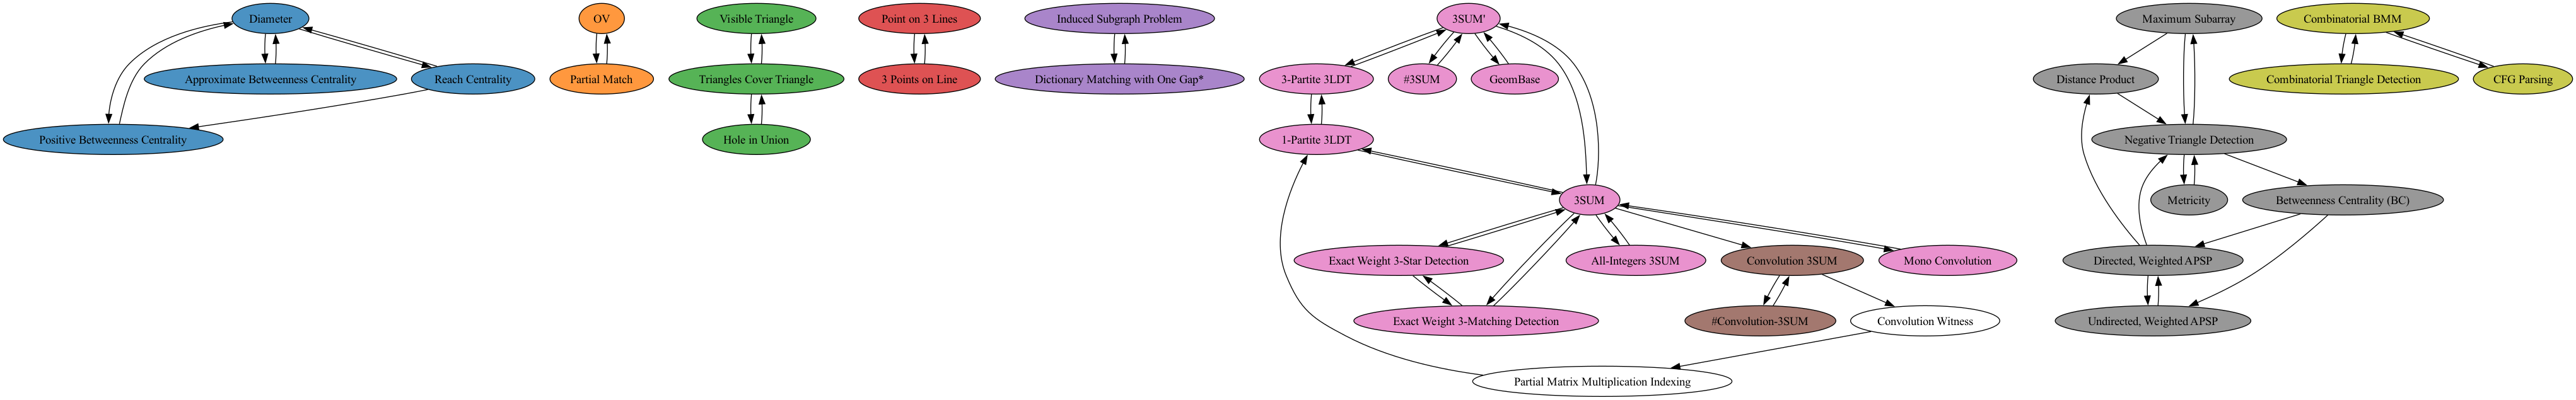 Diameter
OV
Visible Triangle
Point on 3 Lines
Induced Subgraph Problem
3SUM'
Maximum Subarray
Combinatorial BMM
Approximate Betweenness Centrality
Reach Centrality
Partial Match
Triangles Cover Triangle
3 Points on Line
Dictionary Matching with One Gap*
3-Partite 3LDT
#3SUM
GeomBase
Distance Product
Combinatorial Triangle Detection
CFG Parsing
Positive Betweenness Centrality
Hole in Union
1-Partite 3LDT
Negative Triangle Detection
3SUM
Metricity
Betweenness Centrality (BC)
Exact Weight 3-Star Detection
All-Integers 3SUM
Convolution 3SUM
Mono Convolution
Directed, Weighted APSP
Exact Weight 3-Matching Detection
#Convolution-3SUM
Convolution Witness
Undirected, Weighted APSP
Partial Matrix Multiplication Indexing